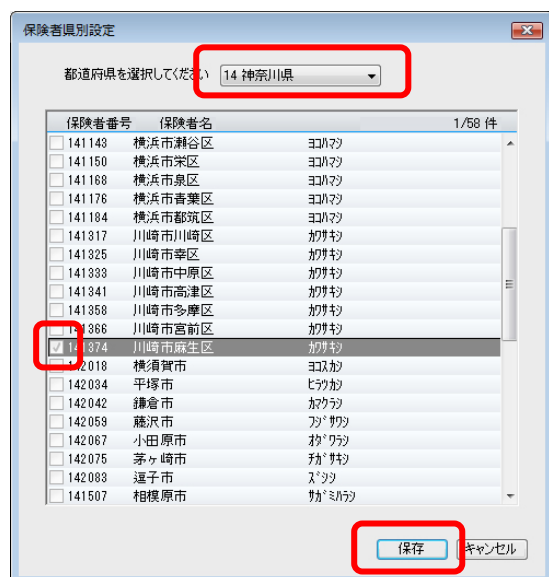 保険者県別設定
都道府県を選択してください 14 神奈川県
保険者番号 保険者名 1/58 件
141143 横浜市瀬谷区 ﾖｺﾊﾏｼ
141150 横浜市栄区 ﾖｺﾊﾏｼ
141168 横浜市泉区 ﾖｺﾊﾏｼ
141176 横浜市青葉区 ﾖｺﾊﾏｼ
141184 横浜市都筑区 ﾖｺﾊﾏｼ
141317 川崎市川崎区 ｶﾜｻｷｼ
141325 川崎市幸区 ｶﾜｻｷｼ
141333 川崎市中原区 ｶﾜｻｷｼ
141341 川崎市高津区 ｶﾜｻｷｼ
141358 川崎市多摩区 ｶﾜｻｷｼ
141366 川崎市宮前区 ｶﾜｻｷｼ
141374 川崎市麻生区 ｶﾜｻｷｼ
142018 横須賀市 ﾖｺｽｶｼ
142034 平塚市 ﾋﾗﾂｶｼ
142042 鎌倉市 ｶﾏｸﾗｼ
142059 藤沢市 ﾌｼﾞｻﾜｼ
142067 小田原市 ｵﾀﾞﾜﾗｼ
142075 茅ヶ崎市 ﾁｶﾞｻｷｼ
142083 逗子市 ｽﾞｼｼ
141507 相模原市 ｻｶﾞﾐﾊﾗｼ
保存 キャンセル